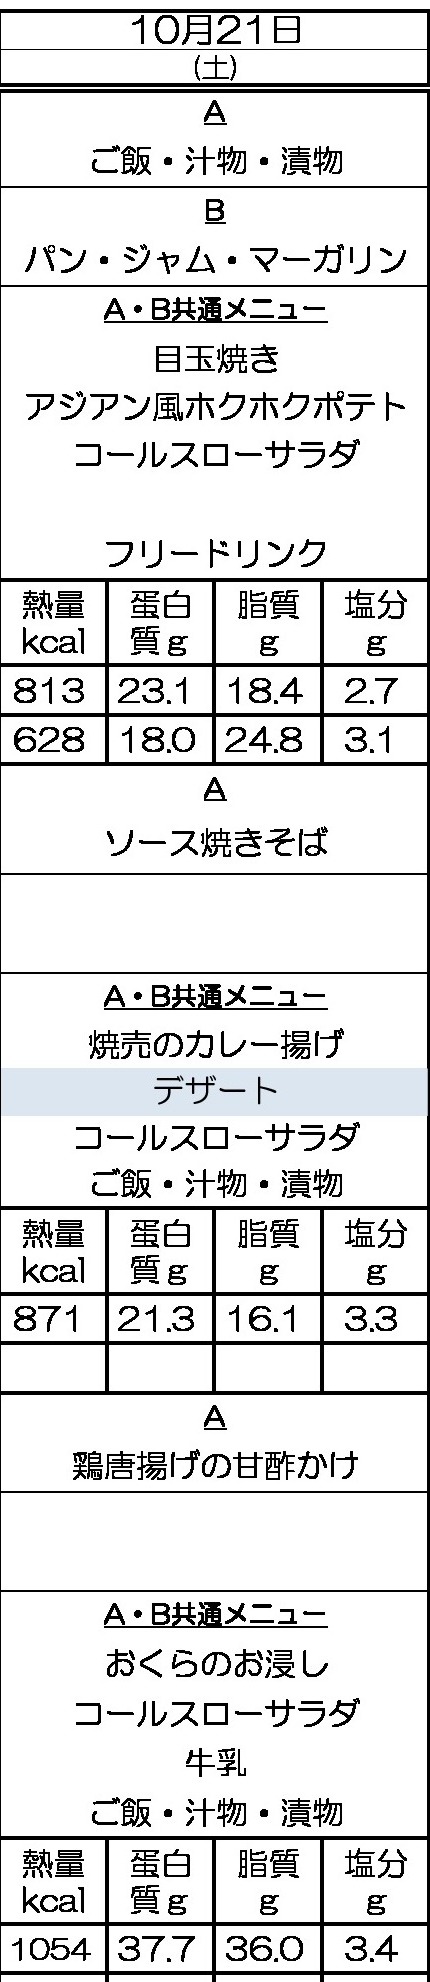 10月21日
(土)
A
ご飯・汁物・漬物
B
パン・ジャム・マーガリン
A・B共通メニュー
目玉焼き
アジアン風ホクホクポテト
コールスローサラダ
フリードリンク
熱量 蛋白 脂質 塩分
kcal 質g g g
813 23.1 18.4 2.7
628 18.0 24.8 3.1
A
ソース焼きそば
A・B共通メニュー
焼売のカレー揚げ
デザート
コールスローサラダ
ご飯・汁物・漬物
熱量 蛋白 脂質 塩分
kcal 質g g g
871 21.3 16.1 3.3
A
鶏唐揚げの甘酢かけ
A・B共通メニュー
おくらのお浸し
コールスローサラダ
牛乳
ご飯・汁物・漬物
熱量 蛋白 脂質 塩分
kcal 質g g g
1054 37.7 36.0 3.4